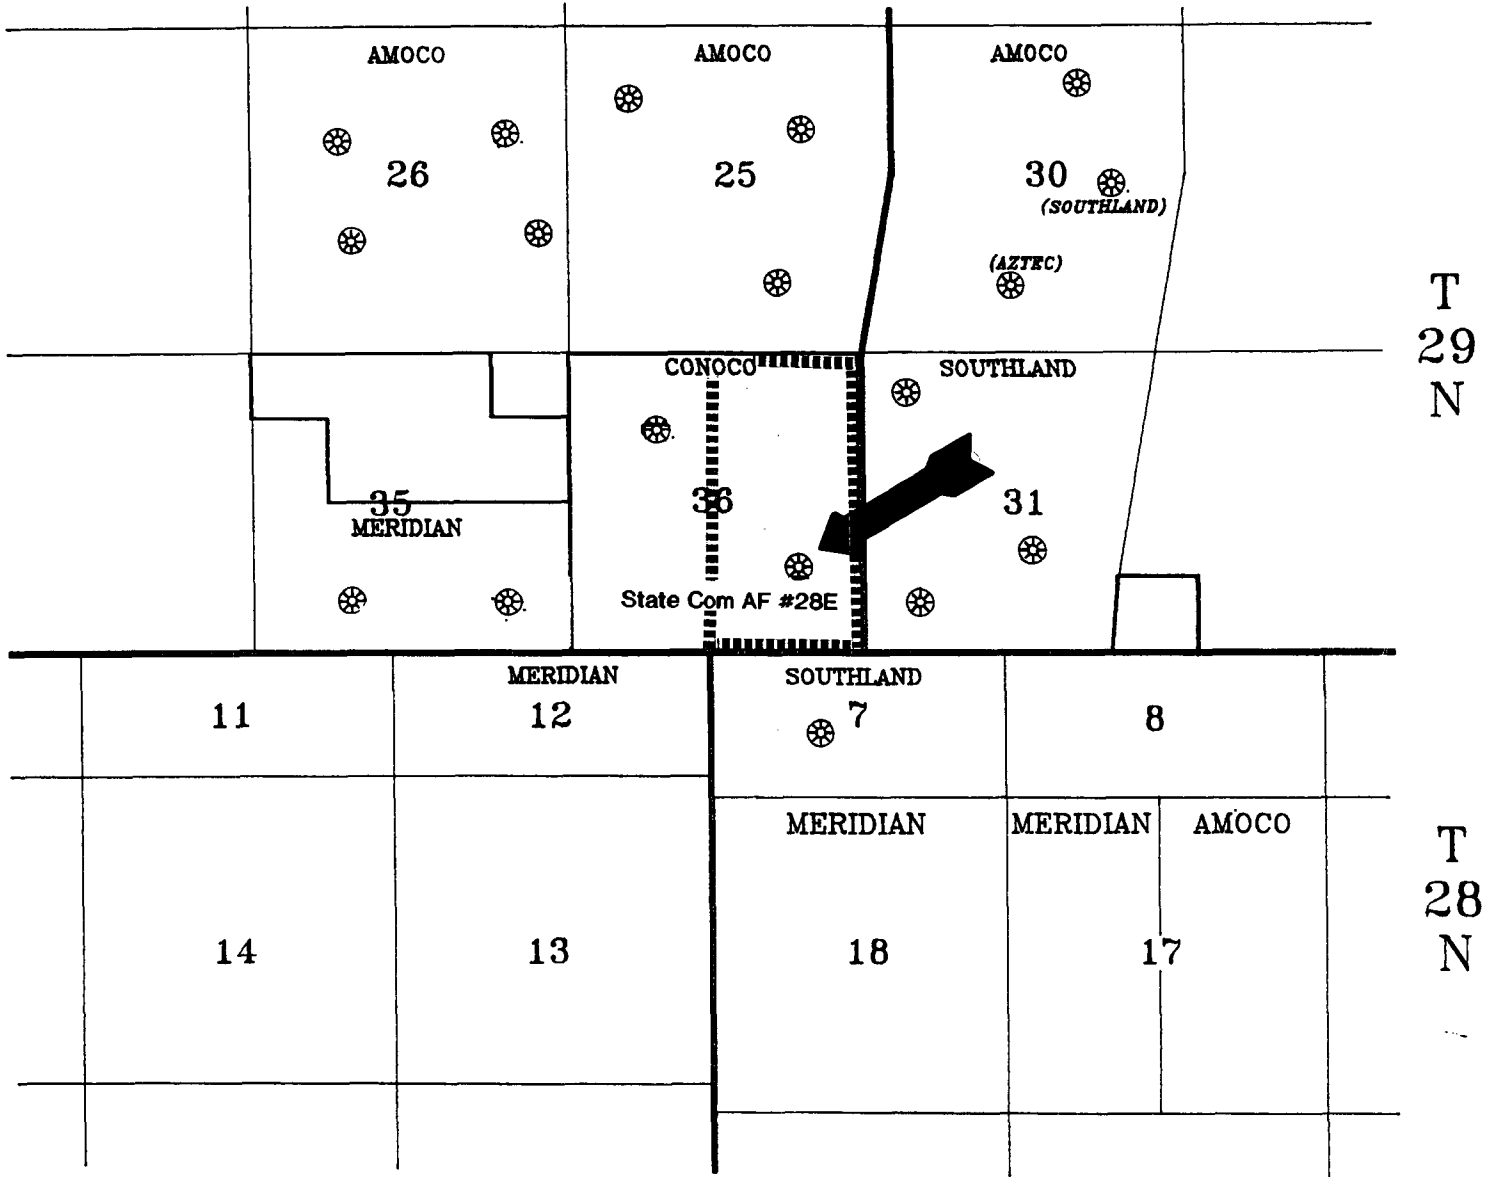 AMOCO
AMOCO
AMOCO
26
25
30
(SOUTHLAND)
(AZTEC)
T
29
N
CONOCO
SOUTHLAND
35
MERIDIAN
36
31
State Com AF #28E
MERIDIAN
SOUTHLAND
11
12
7
8
MERIDIAN
MERIDIAN
AMOCO
T
28
N
14
13
18
17